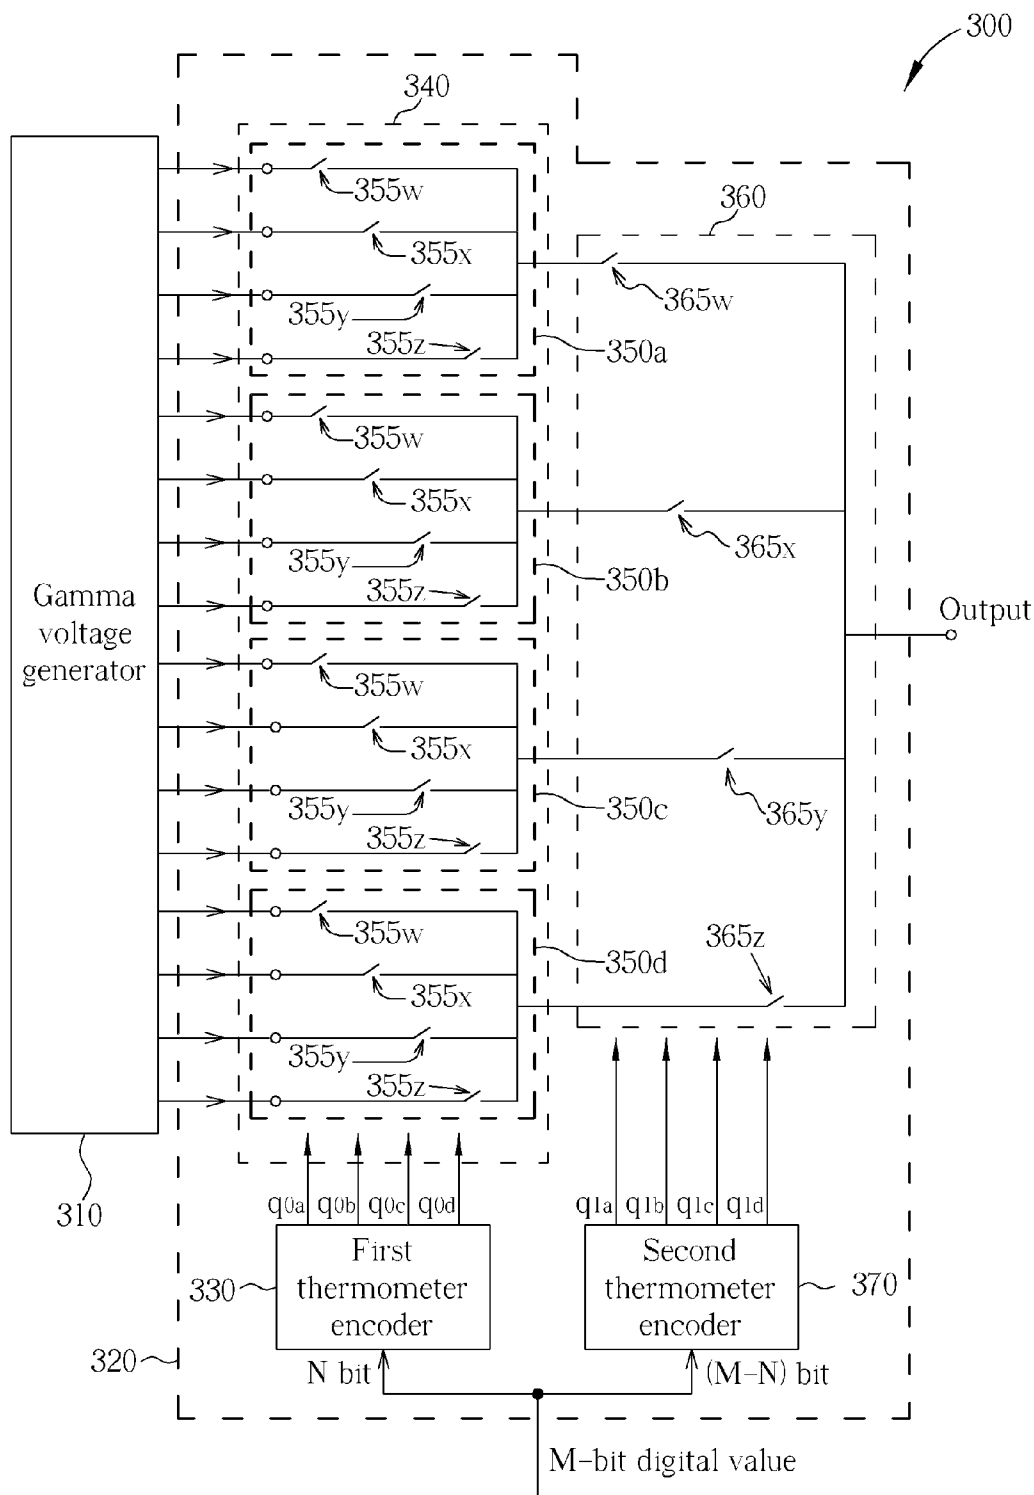 300
340
355w
355x
355y
355z
350a
360
365w
355w
355x
355y
355z
350b
365x
Gamma
voltage
generator
Output
355w
355x
355y
355z
350c
365y
355w
355x
355y
355z
350d
365z
310
q0a q0b q0c q0d
q1a q1b q1c q1d
First
thermometer
encoder
330
Second
thermometer
encoder
370
320
N bit
(M-N) bit
M-bit digital value